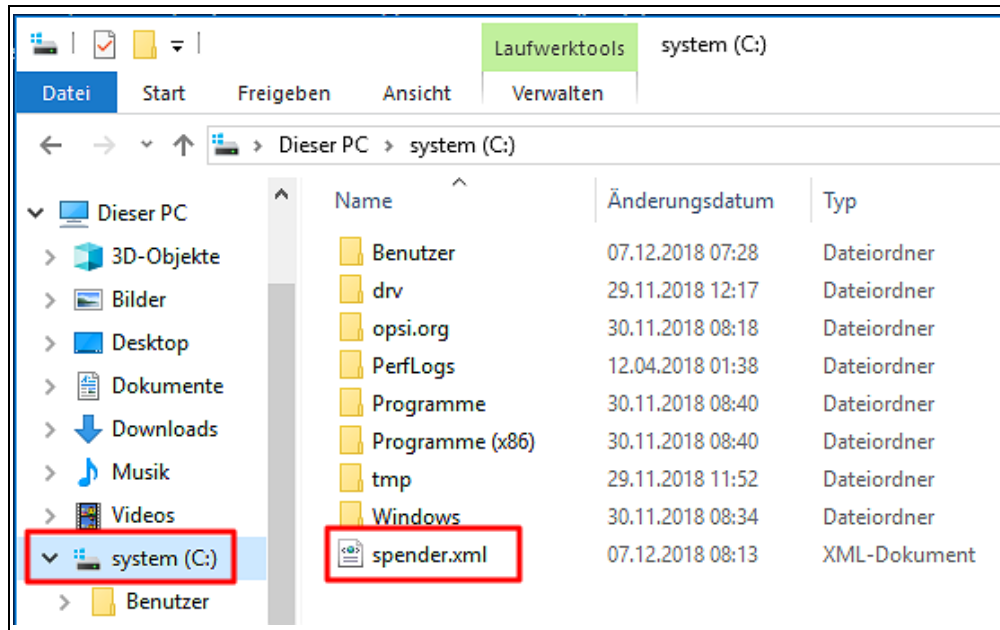 Laufwerktools system (C:)
Datei Start Freigeben Ansicht Verwalten
Dieser PC system (C:)
Dieser PC
3D-Objekte
Bilder
Desktop
Dokumente
Downloads
Musik
Videos
system (C:)
Benutzer
Name Änderungsdatum Typ
Benutzer 07.12.2018 07:28 Dateiordner
drv 29.11.2018 12:17 Dateiordner
opsi.org 30.11.2018 08:18 Dateiordner
PerfLogs 12.04.2018 01:38 Dateiordner
Programme 30.11.2018 08:40 Dateiordner
Programme (x86) 30.11.2018 08:40 Dateiordner
tmp 29.11.2018 11:52 Dateiordner
Windows 30.11.2018 08:34 Dateiordner
spender.xml 07.12.2018 08:13 XML-Dokument